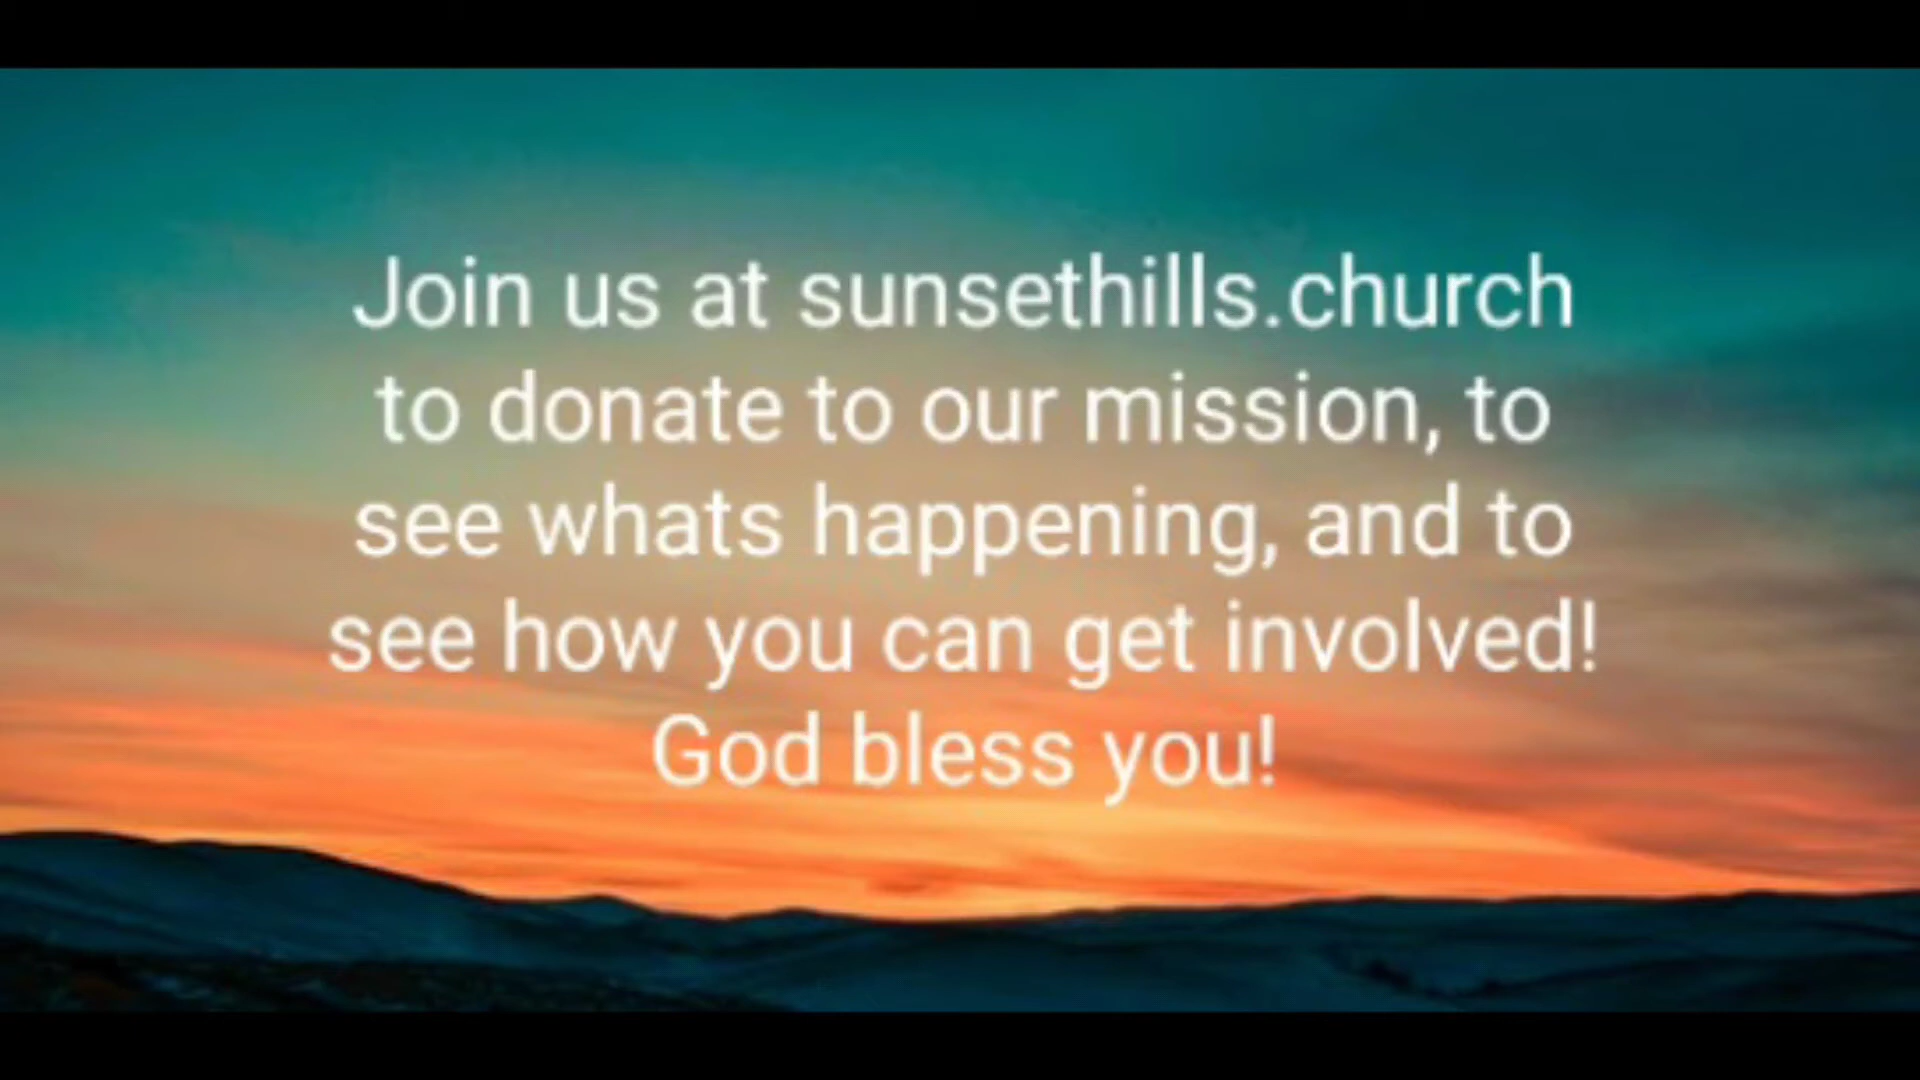 Join us at sunsethills.church
to donate to our mission, to
see whats happening, and to
see how you can get involved!
God bless you!